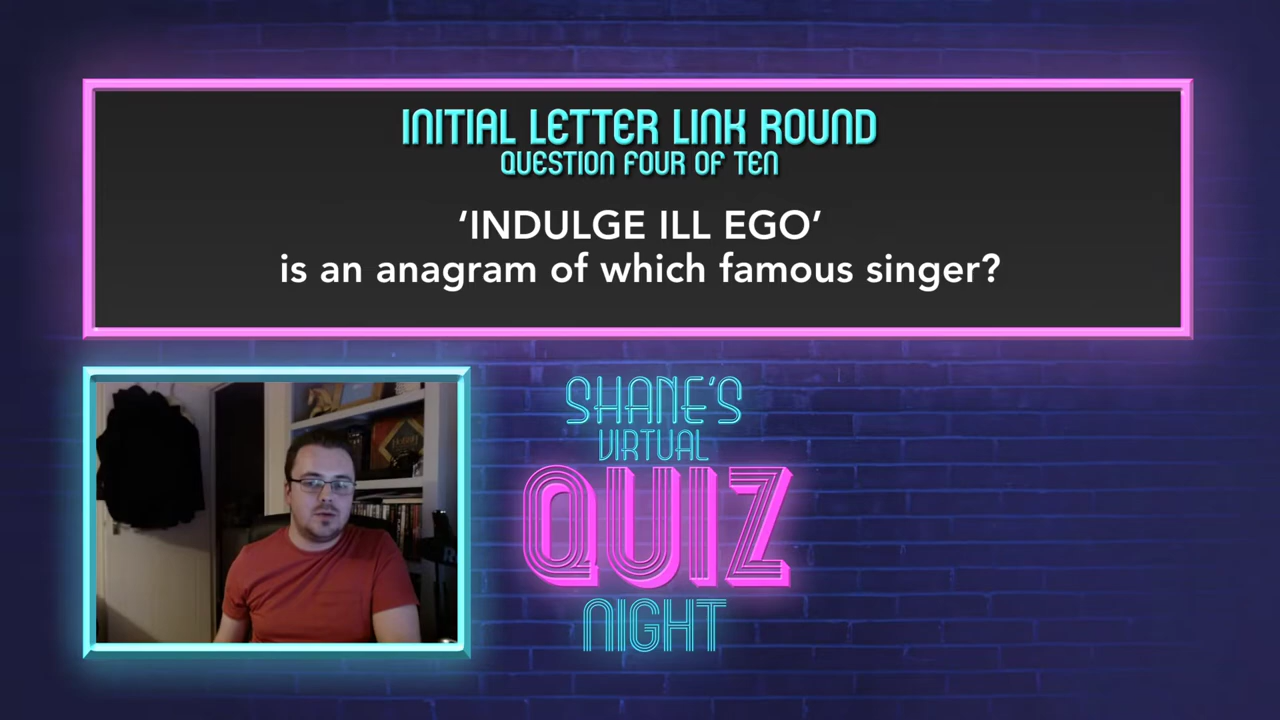 INITIAL LETTER LINK ROUND
QUESTION FOUR OF TEN
‘INDULGE ILL EGO’
is an anagram of which famous singer?
SHANE'S
VIRTUAL
QUIZ
NIGHT